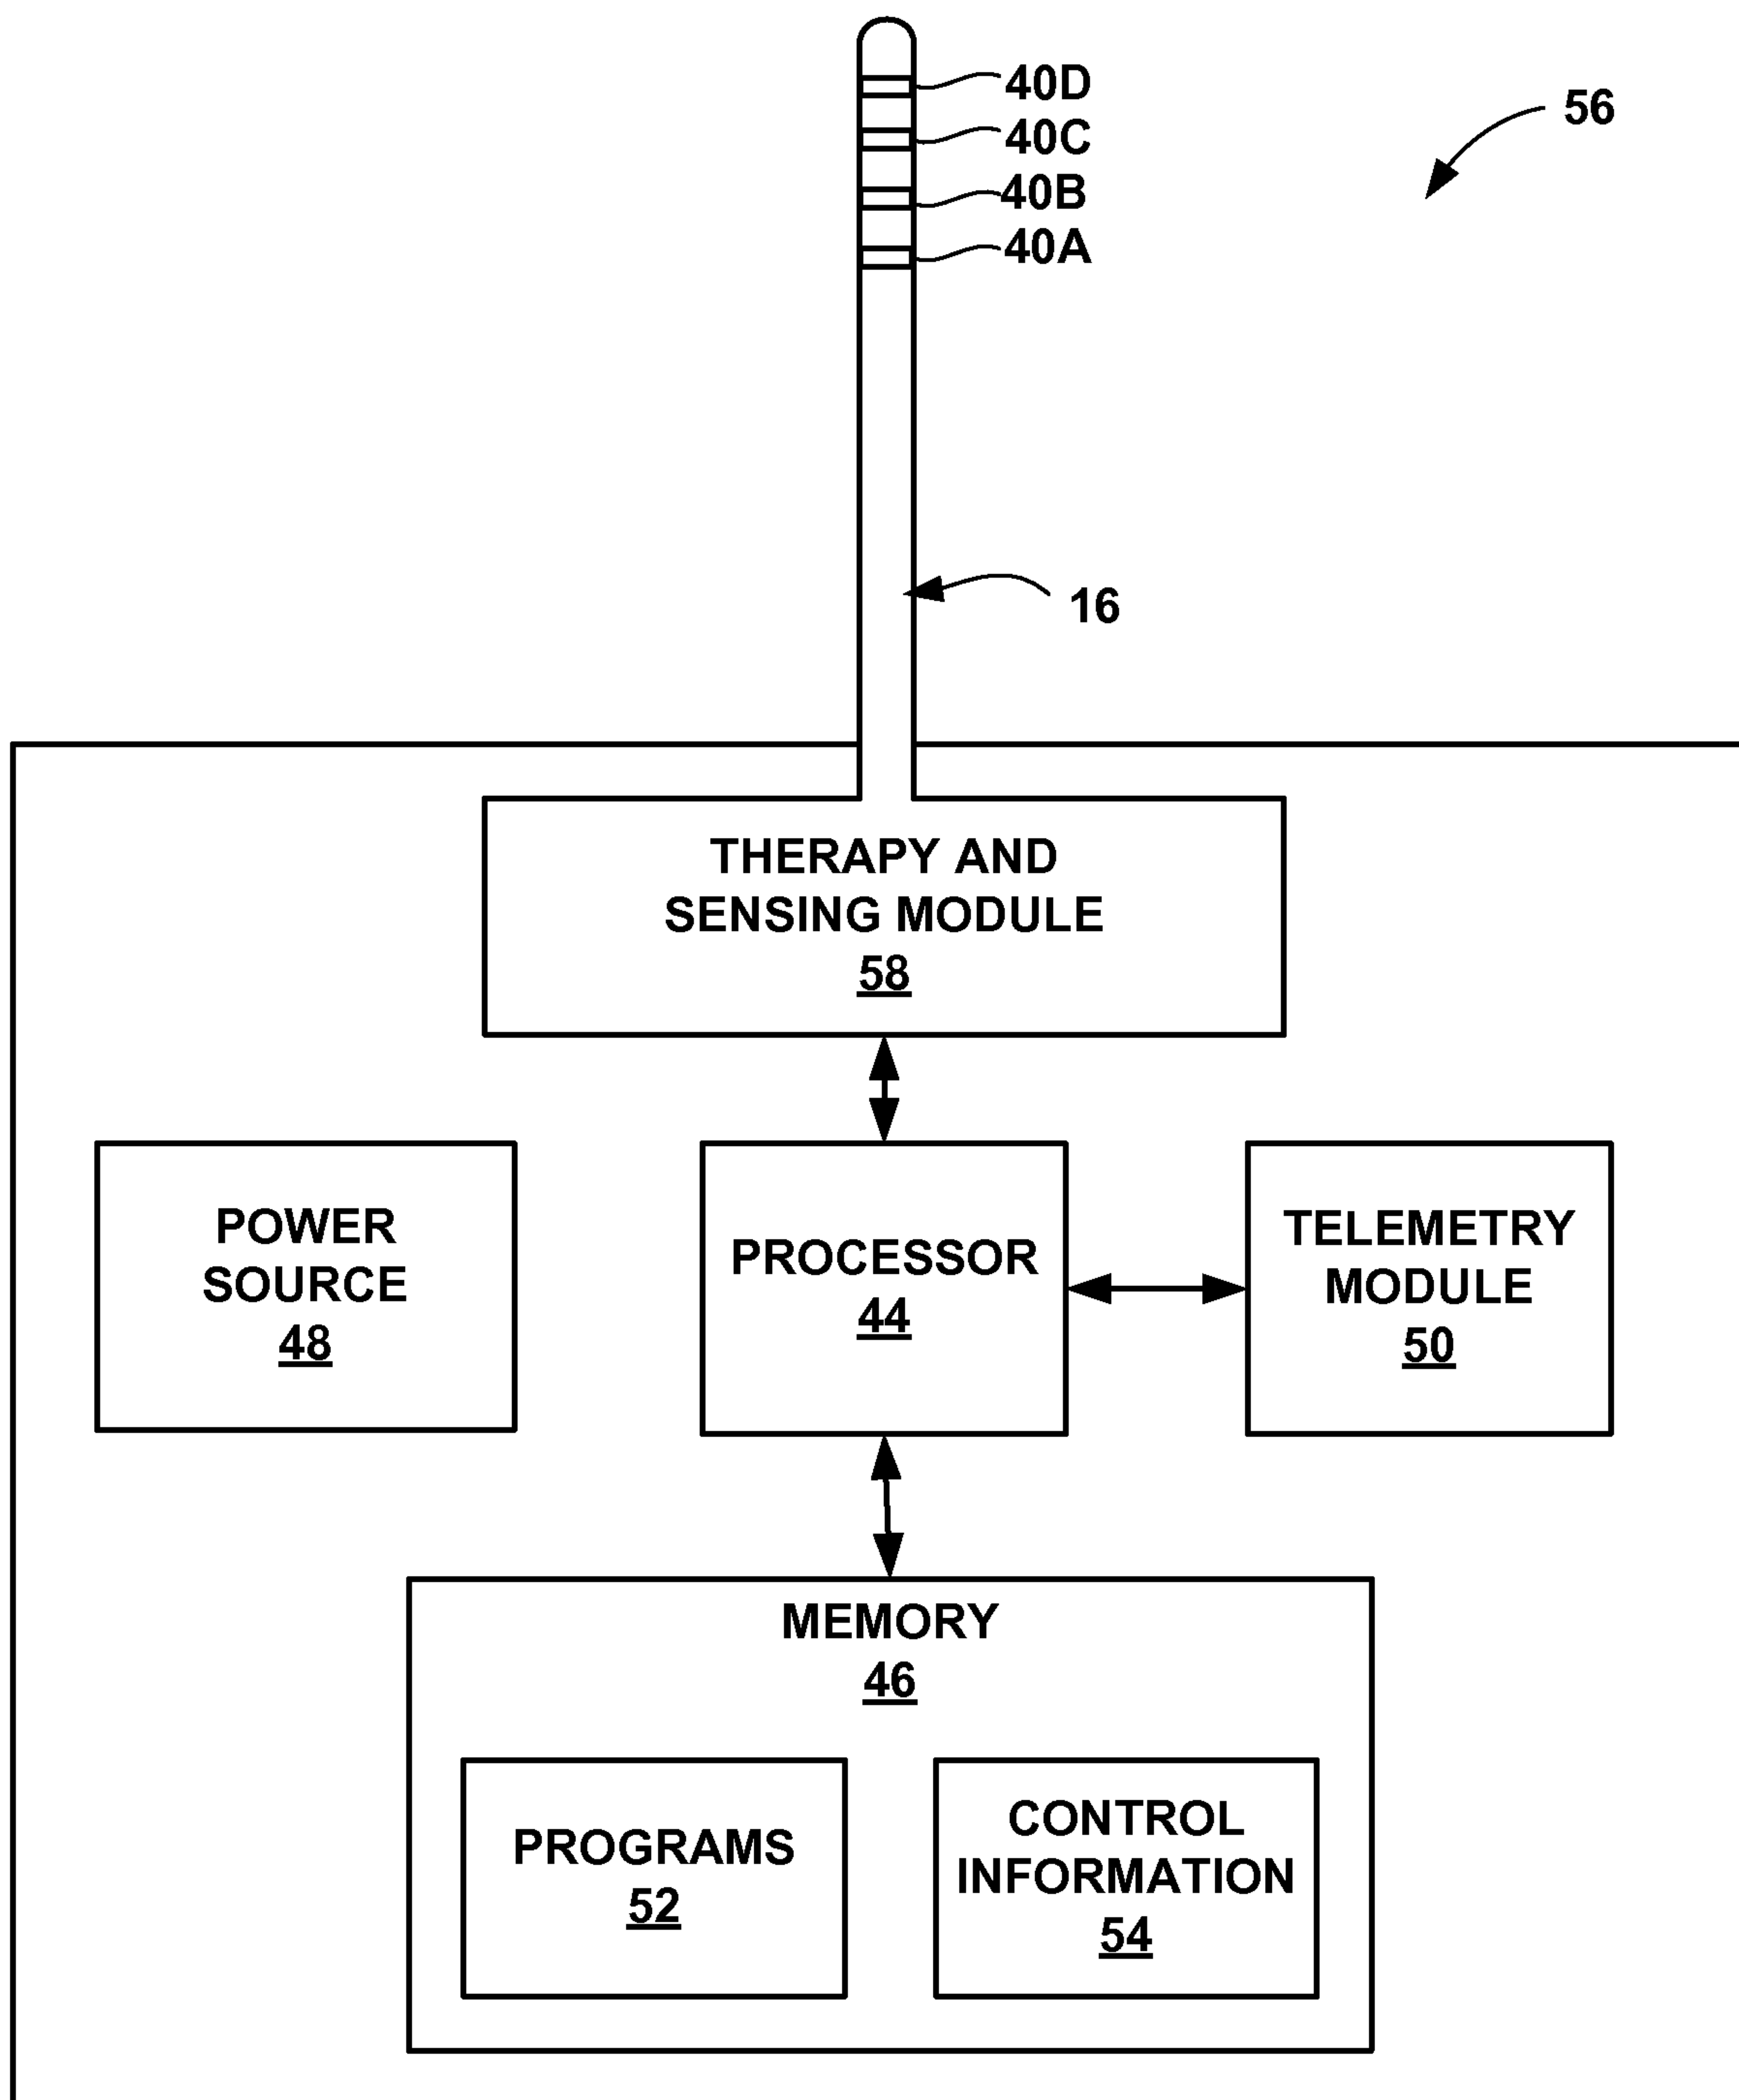 40D
56
40C
40B
40A
16
THERAPY AND
SENSING MODULE
58
POWER
SOURCE
48
PROCESSOR
44
TELEMETRY
MODULE
50
MEMORY
46
PROGRAMS
52
CONTROL
INFORMATION
54